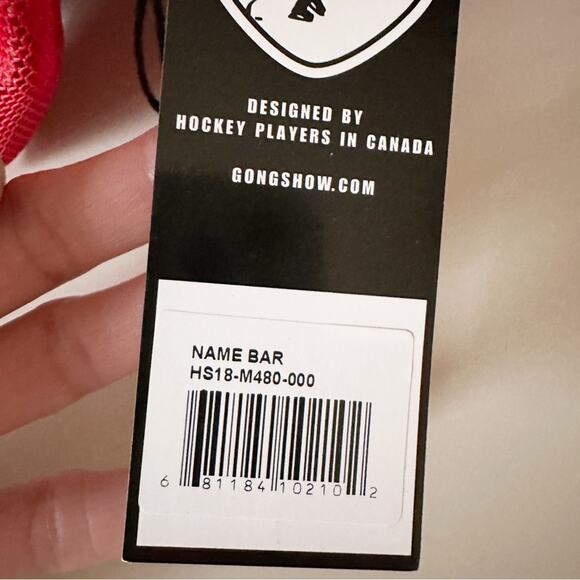 DESIGNED BY
HOCKEY PLAYERS IN CANADA
GONGSHOW.COM
NAME BAR
HS18-M480-000
6 81184 10210 2